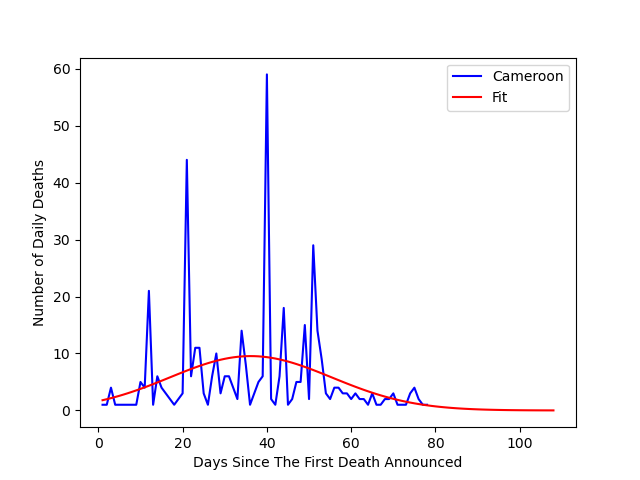 Cameroon
Fit
60
50
40
30
20
10
0
Number of Daily Deaths
0 20 40 60 80 100
Days Since The First Death Announced